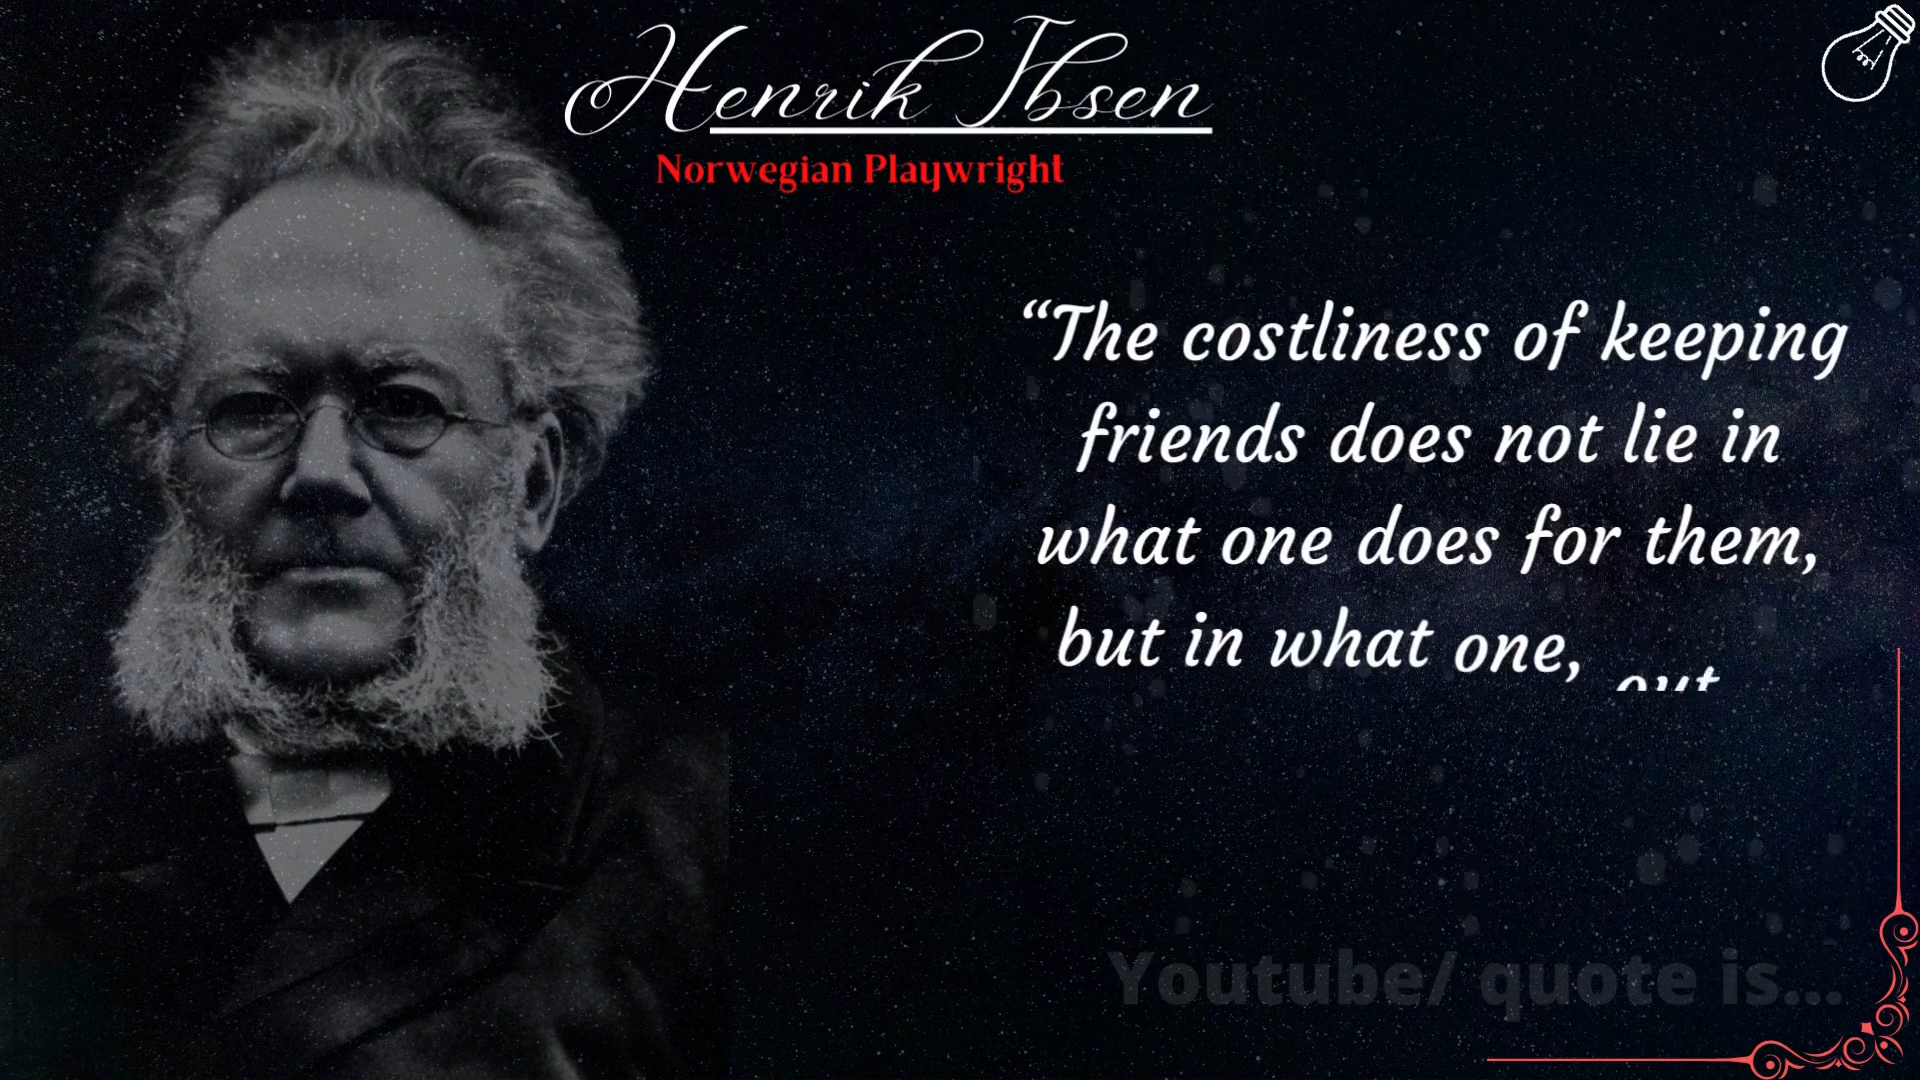 Henrik Ibsen
Norwegian Playwright
“The costliness of keeping
friends does not lie in
what one does for them,
but in what one, out
Youtube/ quote is...